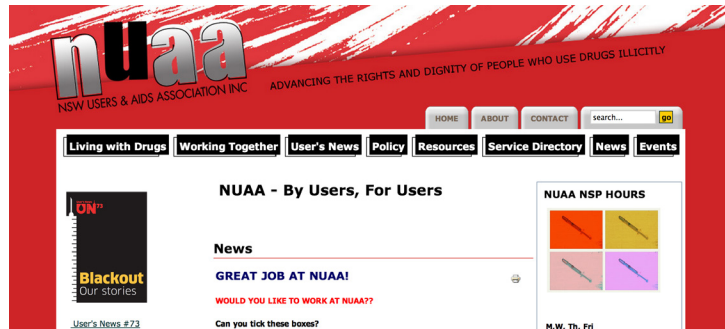 nuaa
NSW USERS & AIDS ASSOCIATION INC
ADVANCING THE RIGHTS AND DIGNITY OF PEOPLE WHO USE DRUGS ILLICITLY
HOME ABOUT CONTACT search... go
Living with Drugs Working Together User's News Policy Resources Service Directory News Events
NUAA - By Users, For Users
NUAA NSP HOURS
73
Blackout
Our stories
User's News #73
News
GREAT JOB AT NUAA!
WOULD YOU LIKE TO WORK AT NUAA??
Can you tick these boxes?
M.W. Th. Fri